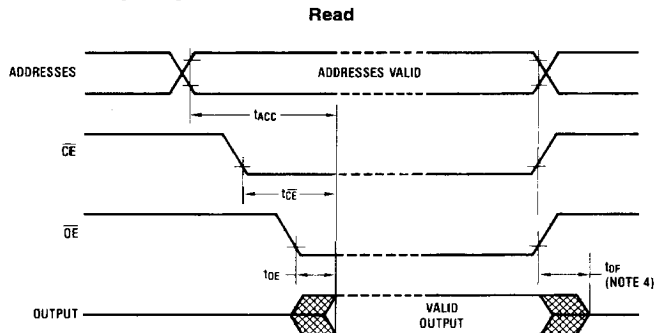 Read
ADDRESSES
ADDRESSES VALID
tACC
CE
tCE
OE
tOE
tDF
(NOTE 4)
OUTPUT
VALID
OUTPUT